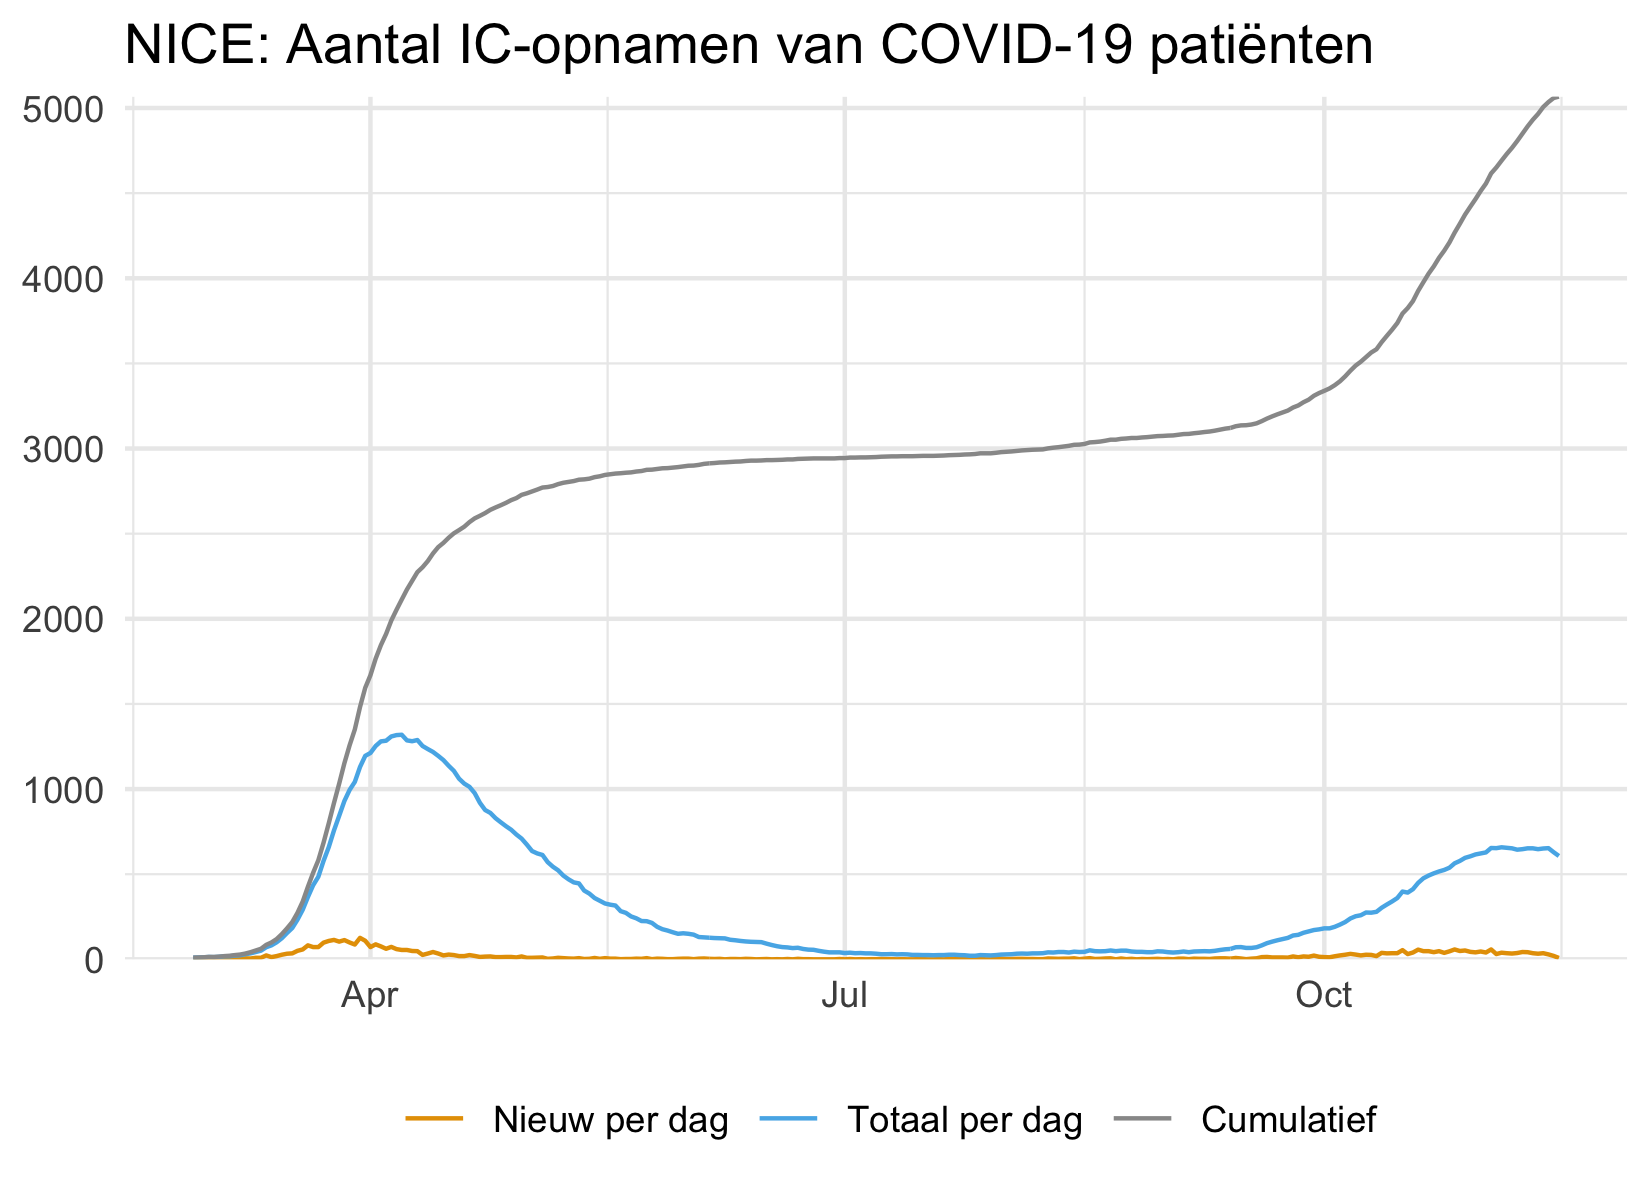 NICE: Aantal IC-opnamen van COVID-19 patiënten
5000
4000
3000
2000
1000
0
Apr Jul Oct
Nieuw per dag Totaal per dag Cumulatief